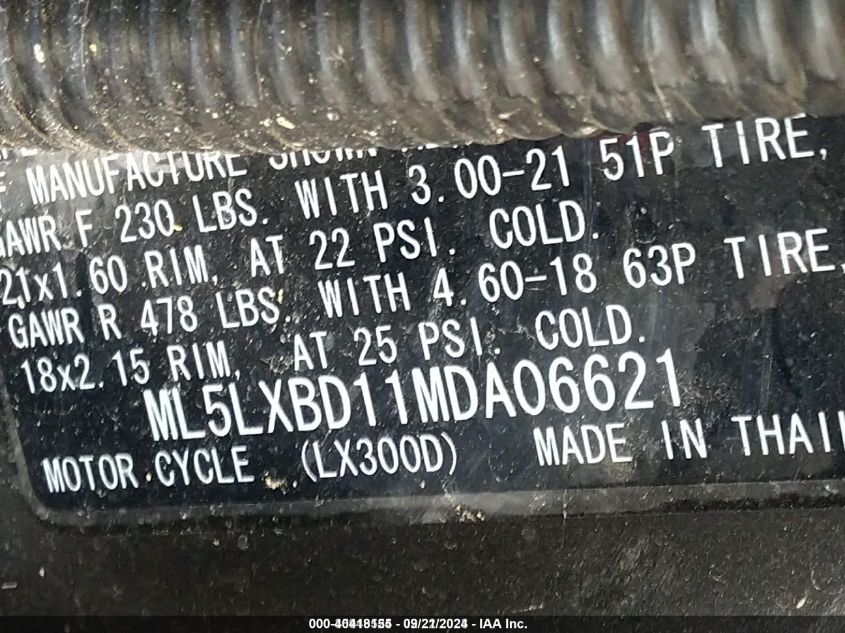 F MANUFACTURE SHOWN
GAWR F 230 LBS. WITH 3.00-21 51P TIRE,
21x1.60 RIM, AT 22 PSI. COLD.
GAWR R 478 LBS. WITH 4.60-18 63P TIRE,
18x2.15 RIM, AT 25 PSI. COLD.
ML5LXBD11MDA06621
MOTOR CYCLE (LX300D) MADE IN THAI
000-40418155 - 09/21/2024 - IAA Inc.